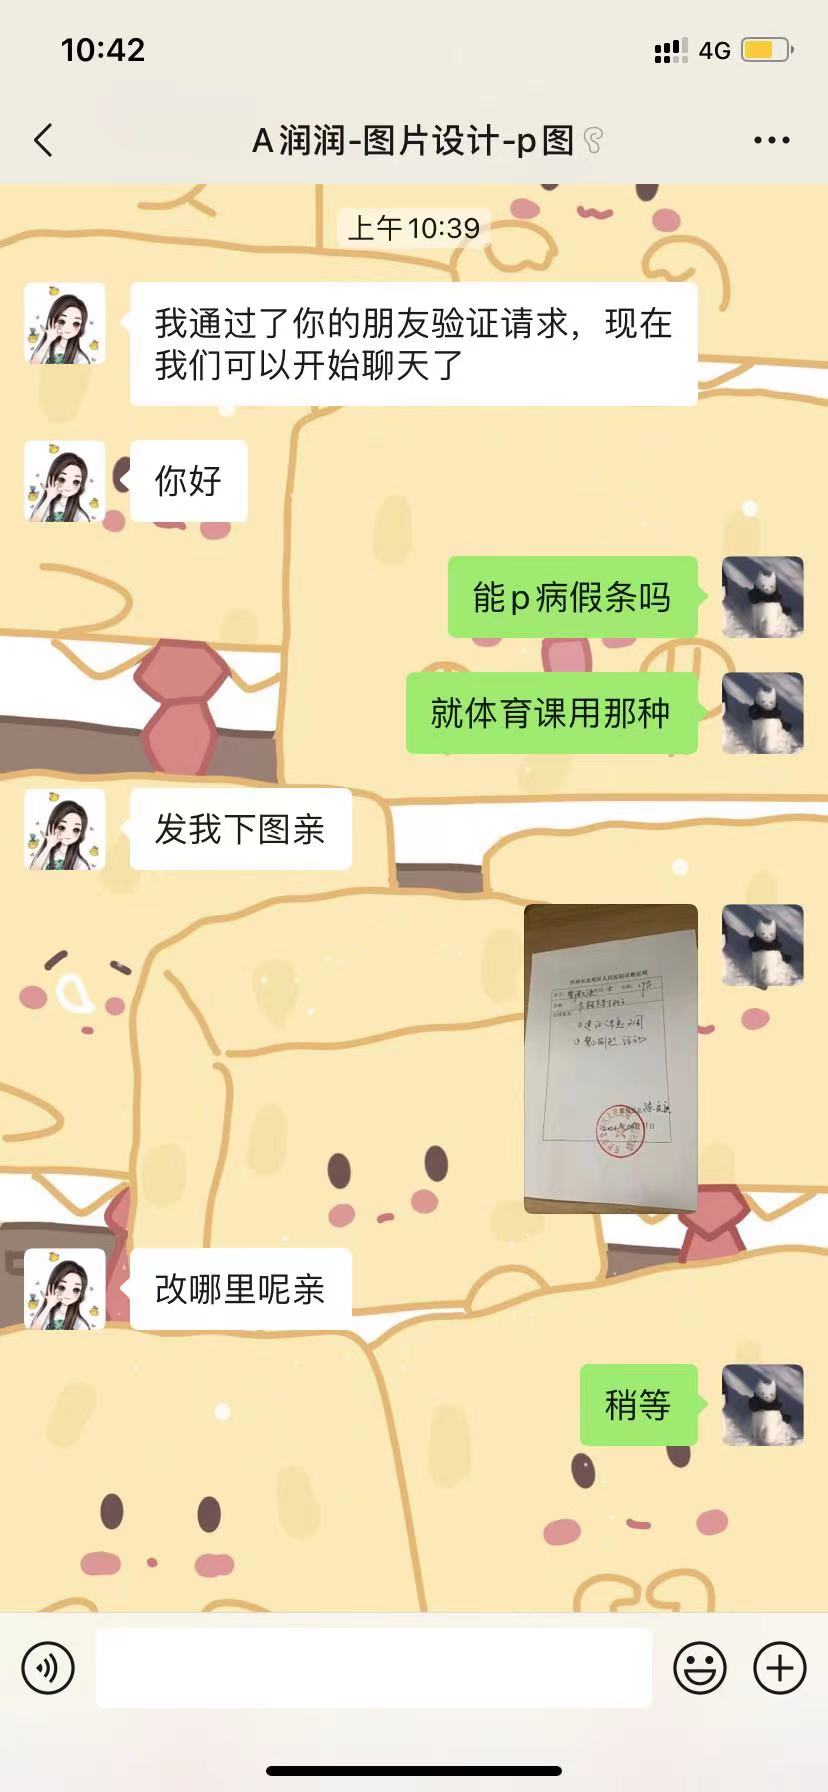 10:42
4G
A润润-图片设计-p图
上午10:39
我通过了你的朋友验证请求，现在
我们可以开始聊天了
你好
能p病假条吗
就体育课用那种
发我下图亲
改哪里呢亲
稍等